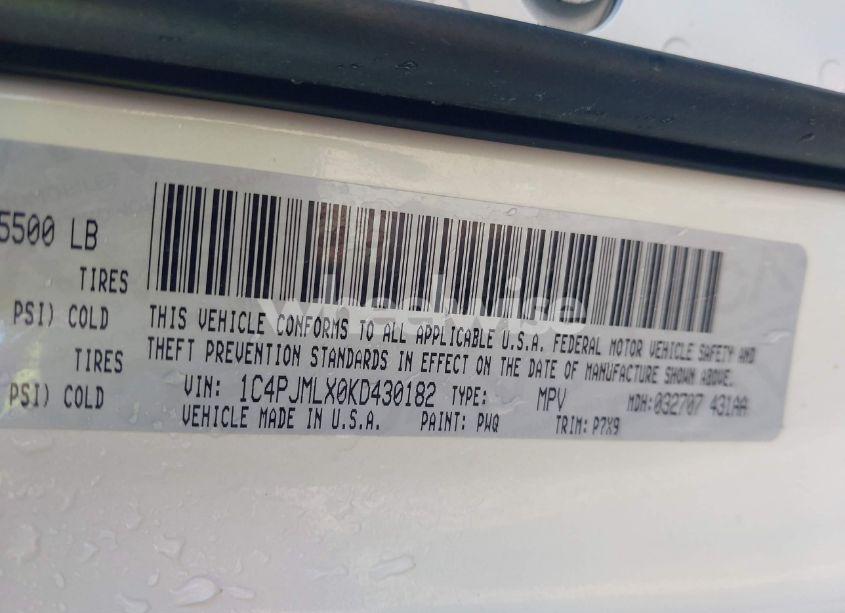 5500 LB
TIRES
PSI) COLD
TIRES
PSI) COLD
THIS VEHICLE CONFORMS TO ALL APPLICABLE U.S.A. FEDERAL MOTOR VEHICLE SAFETY AND
THEFT PREVENTION STANDARDS IN EFFECT ON THE DATE OF MANUFACTURE SHOWN ABOVE.
VIN: 1C4PJMLX0KD430182 TYPE: MPV MDH:032707 431AA
VEHICLE MADE IN U.S.A. PAINT: PWQ TRIM: P7X9
wheelwise